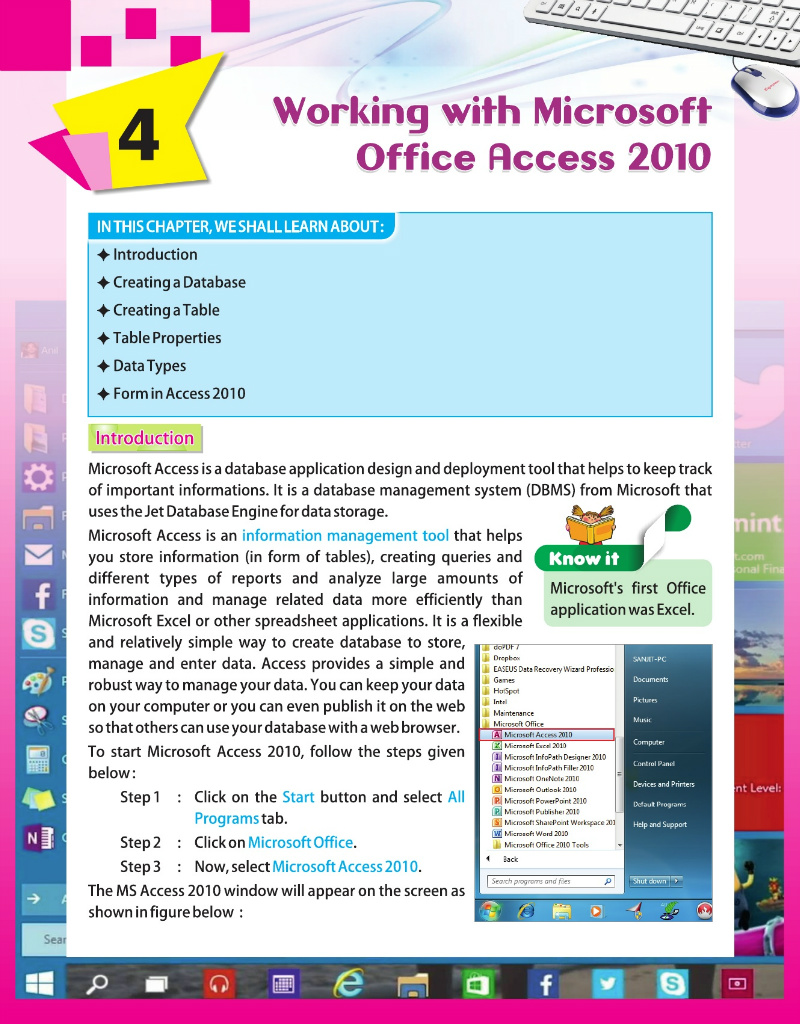 4
Working with Microsoft
Office Access 2010
IN THIS CHAPTER, WE SHALL LEARN ABOUT :
✦ Introduction
✦ Creating a Database
✦ Creating a Table
✦ Table Properties
✦ Data Types
✦ Form in Access 2010
Introduction
Microsoft Access is a database application design and deployment tool that helps to keep track
of important informations. It is a database management system (DBMS) from Microsoft that
uses the Jet Database Engine for data storage.
Microsoft Access is an information management tool that helps
you store information (in form of tables), creating queries and
different types of reports and analyze large amounts of
information and manage related data more efficiently than
Microsoft Excel or other spreadsheet applications. It is a flexible
and relatively simple way to create database to store,
manage and enter data. Access provides a simple and
robust way to manage your data. You can keep your data
on your computer or you can even publish it on the web
so that others can use your database with a web browser.
Know it
Microsoft's first Office
application was Excel.
To start Microsoft Access 2010, follow the steps given
below :
Step 1 : Click on the Start button and select All
Programs tab.
Step 2 : Click on Microsoft Office.
Step 3 : Now, select Microsoft Access 2010.
The MS Access 2010 window will appear on the screen as
shown in figure below :
doPDF 7
Dropbox
EASEUS Data Recovery Wizard Professio
Games
HotSpot
Intel
Maintenance
Microsoft Office
Microsoft Access 2010
Microsoft Excel 2010
Microsoft InfoPath Designer 2010
Microsoft InfoPath Filler 2010
Microsoft OneNote 2010
Microsoft Outlook 2010
Microsoft PowerPoint 2010
Microsoft Publisher 2010
Microsoft SharePoint Workspace 201
Microsoft Word 2010
Microsoft Office 2010 Tools
Back
Search programs and files
SANJIT-PC
Documents
Pictures
Music
Computer
Control Panel
Devices and Printers
Default Programs
Help and Support
Shut down
Ani
Sear
tter
mint
t.com
onal Fina
ent Level: